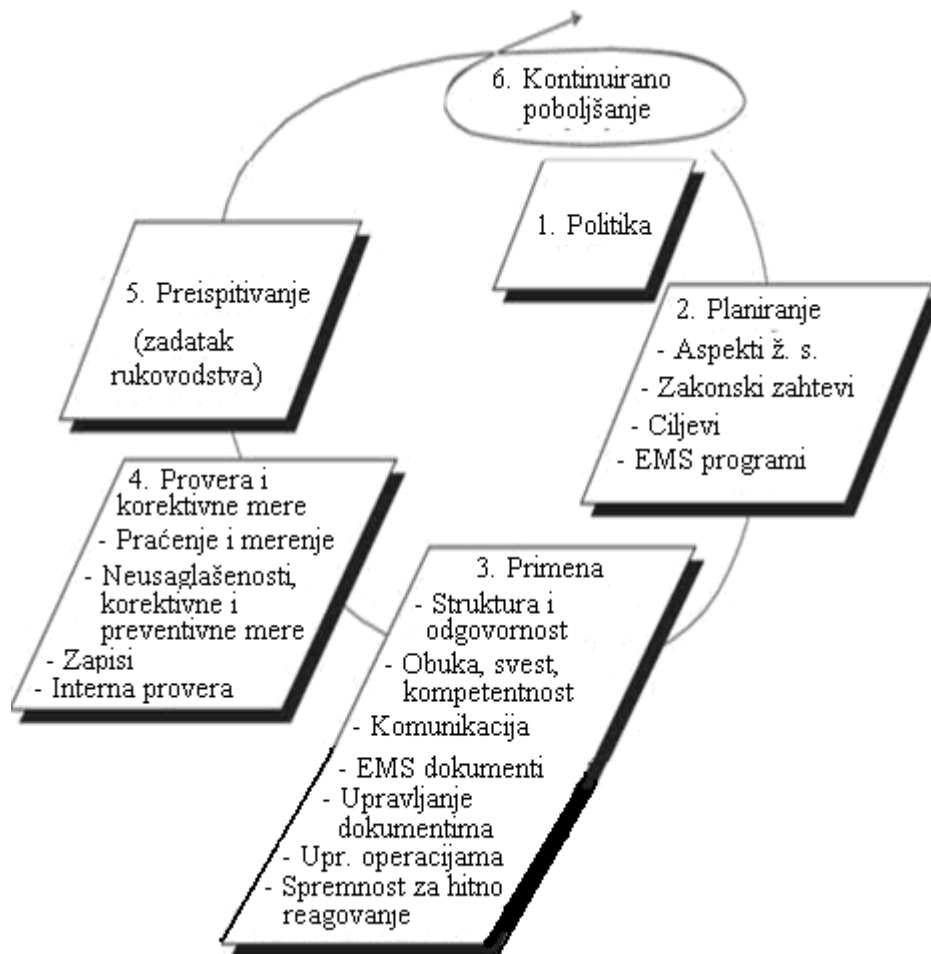 6. Kontinuirano
poboljšanje
1. Politika
2. Planiranje
- Aspekti ž. s.
- Zakonski zahtevi
- Ciljevi
- EMS programi
3. Primena
- Struktura i
odgovornost
- Obuka, svest,
kompetentnost
- Komunikacija
- EMS dokumenti
- Upravljanje
dokumentima
- Upr. operacijama
- Spremnost za hitno
reagovanje
4. Provera i
korektivne mere
- Praćenje i merenje
- Neusaglašenosti,
korektivne i
preventivne mere
- Zapisi
- Interna provera
5. Preispitivanje
(zadatak
rukovodstva)